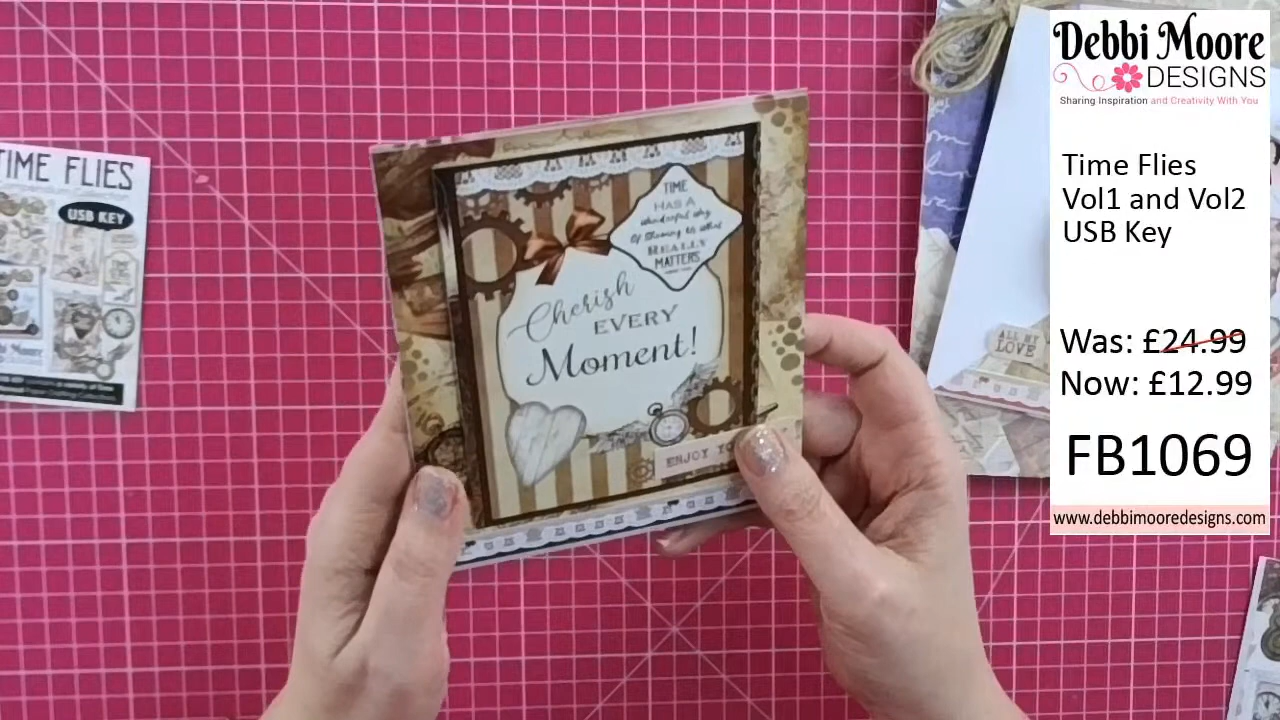 TIME FLIES
USB KEY
TIME
HAS A
Wonderful Way
Of Showing Us What
REALLY
MATTERS
Cherish
EVERY
Moment!
ENJOY
ALL MY
LOVE
Debbi Moore
DESIGNS
Sharing Inspiration and Creativity With You
Time Flies
Vol1 and Vol2
USB Key
Was: £24.99
Now: £12.99
FB1069
www.debbimooredesigns.com